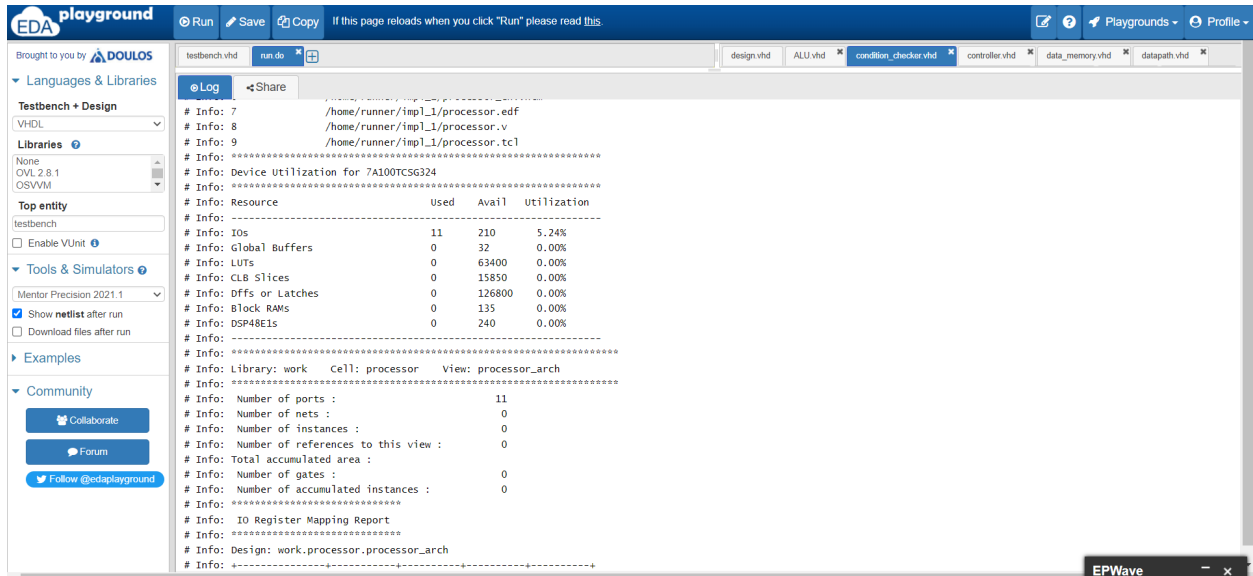 EDA playground
Run Save Copy If this page reloads when you click "Run" please read this. Playgrounds Profile
Brought to you by DOULOS
Languages & Libraries
Testbench + Design
VHDL
Libraries
None
OVL 2.8.1
OSVVM
Top entity
testbench
Enable VUnit
Tools & Simulators
Mentor Precision 2021.1
Show netlist after run
Download files after run
Examples
Community
Collaborate
Forum
Follow @edaplayground
testbench.vhd run.do
design.vhd ALU.vhd condition_checker.vhd controller.vhd data_memory.vhd datapath.vhd
Log Share
# Info: 7 /home/runner/impl_1/processor.edf
# Info: 8 /home/runner/impl_1/processor.v
# Info: 9 /home/runner/impl_1/processor.tcl
# Info: ***************************************************************
# Info: Device Utilization for 7A100TCSG324
# Info: ***************************************************************
# Info: Resource Used Avail Utilization
# Info: ---------------------------------------------------------------
# Info: IOs 11 210 5.24%
# Info: Global Buffers 0 32 0.00%
# Info: LUTs 0 63400 0.00%
# Info: CLB Slices 0 15850 0.00%
# Info: Dffs or Latches 0 126800 0.00%
# Info: Block RAMs 0 135 0.00%
# Info: DSP48E1s 0 240 0.00%
# Info: ---------------------------------------------------------------
# Info: ******************************************************************
# Info: Library: work Cell: processor View: processor_arch
# Info: ******************************************************************
# Info: Number of ports : 11
# Info: Number of nets : 0
# Info: Number of instances : 0
# Info: Number of references to this view : 0
# Info: Total accumulated area :
# Info: Number of gates : 0
# Info: Number of accumulated instances : 0
# Info: *****************************
# Info: IO Register Mapping Report
# Info: *****************************
# Info: Design: work.processor.processor_arch
# Info: +---------------+-----------+----------+----------+----------+
EPWave